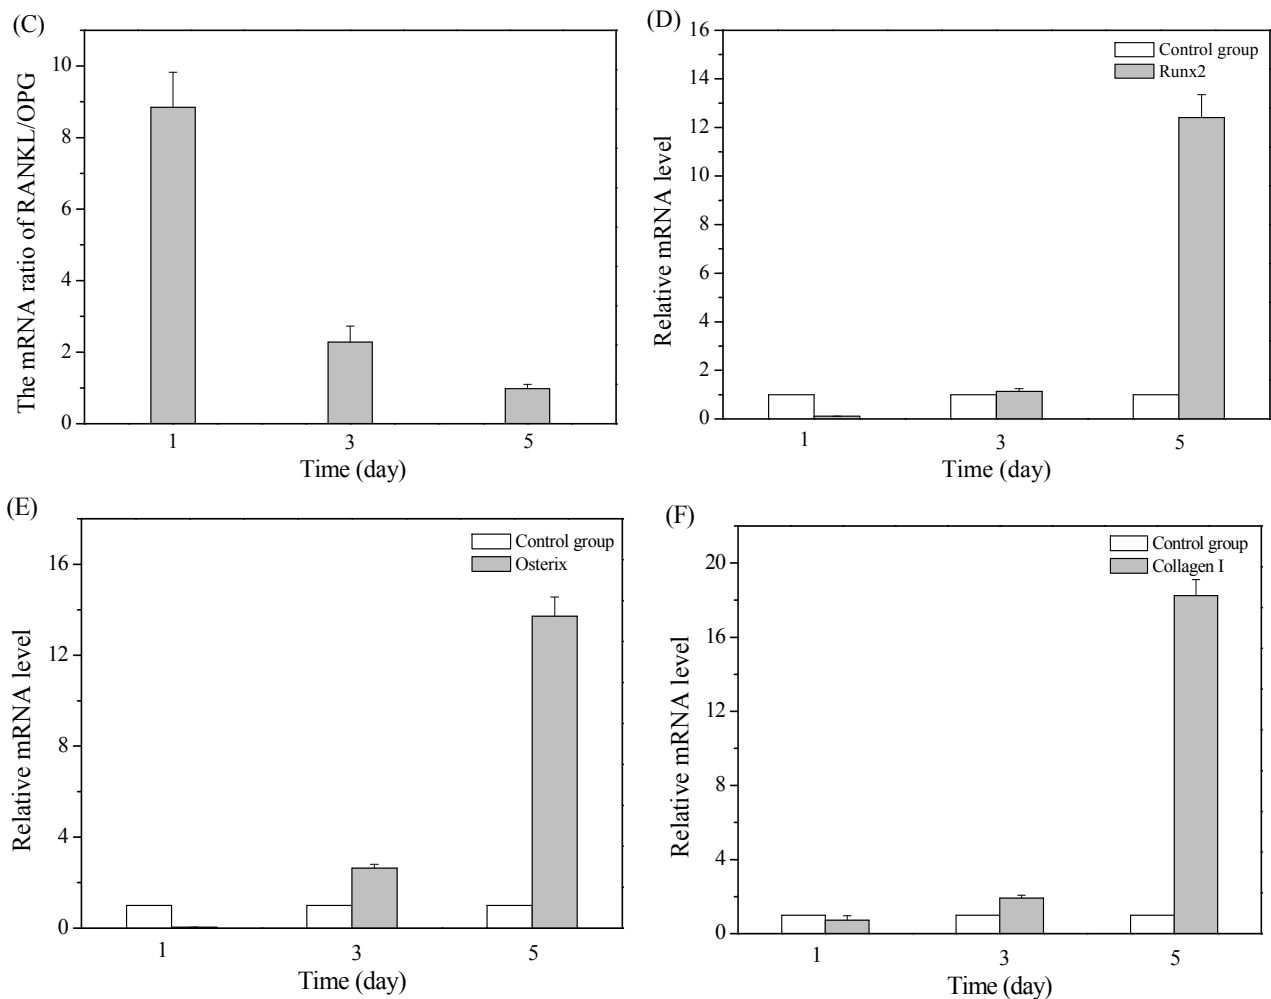 (C)
The mRNA ratio of RANKL/OPG
10
8
6
4
2
0
1 3 5
Time (day)
(D)
Relative mRNA level
16
14
12
10
8
6
4
2
0
Control group
Runx2
1 3 5
Time (day)
(E)
Relative mRNA level
16
12
8
4
0
Control group
Osterix
1 3 5
Time (day)
(F)
Relative mRNA level
20
16
12
8
4
0
Control group
Collagen I
1 3 5
Time (day)